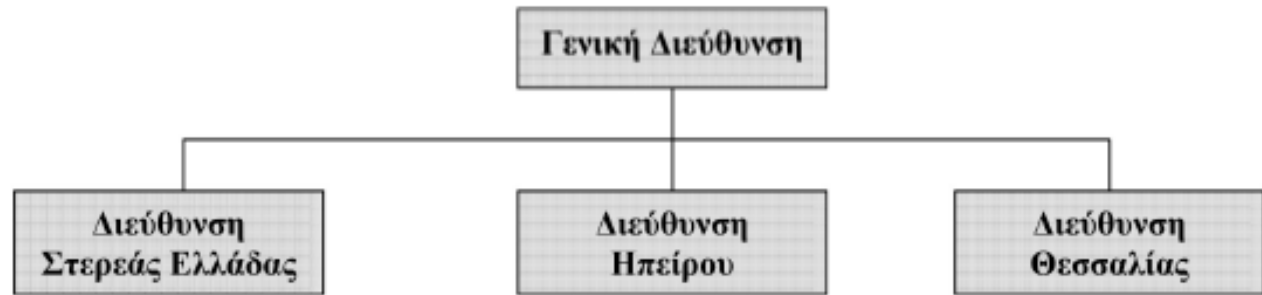 Γενική Διεύθυνση
Διεύθυνση
Στερεάς Ελλάδας
Διεύθυνση
Ηπείρου
Διεύθυνση
Θεσσαλίας